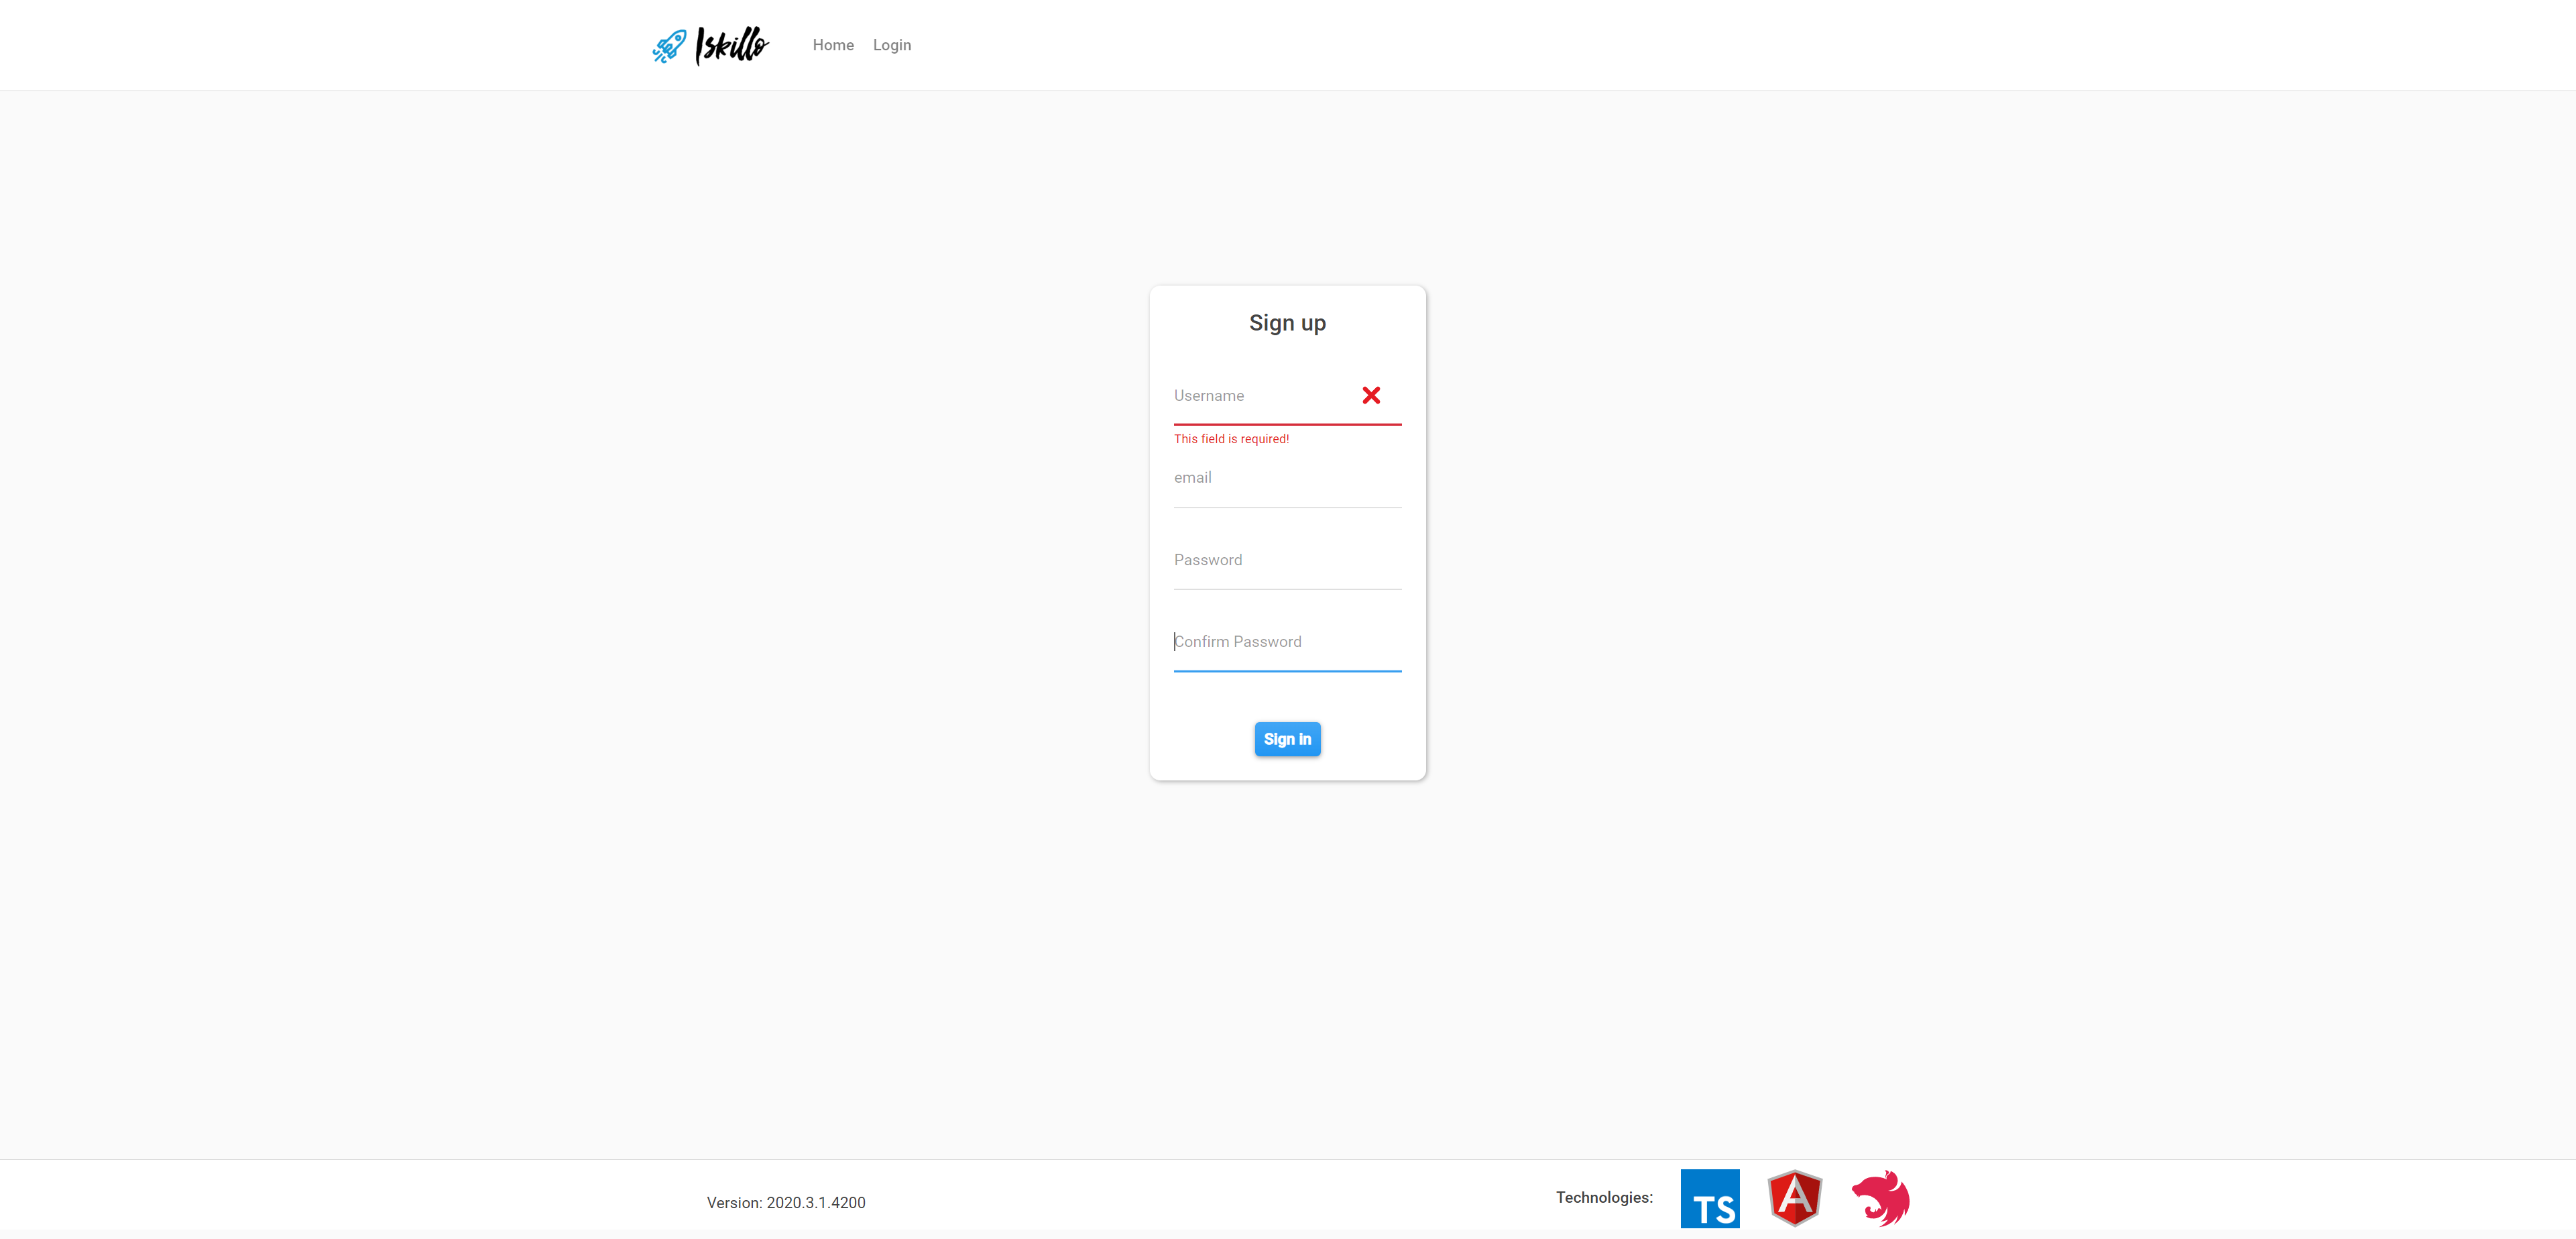 Iskillo Home Login
Sign up
Username
This field is required!
email
Password
Confirm Password
Sign in
Version: 2020.3.1.4200
Technologies: TS A